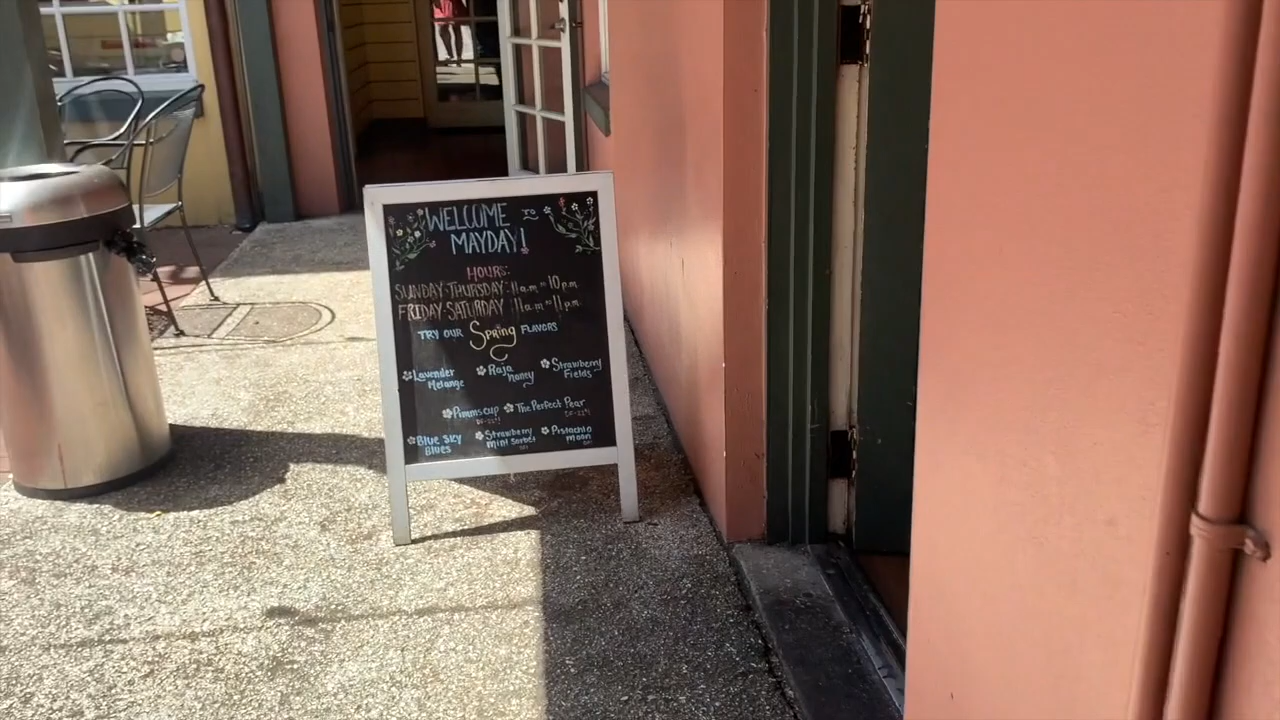 WELCOME TO
MAYDAY!
HOURS:
SUNDAY-THURSDAY: 11am-10pm
FRIDAY-SATURDAY 11am-11pm
TRY OUR Spring FLAVORS
Lavender Melange
Raja Nancy
Strawberry Fields
Pimms cup
The Perfect Pear
Blue Sky Blues
Strawberry mint Sorbet
Pistachio moon